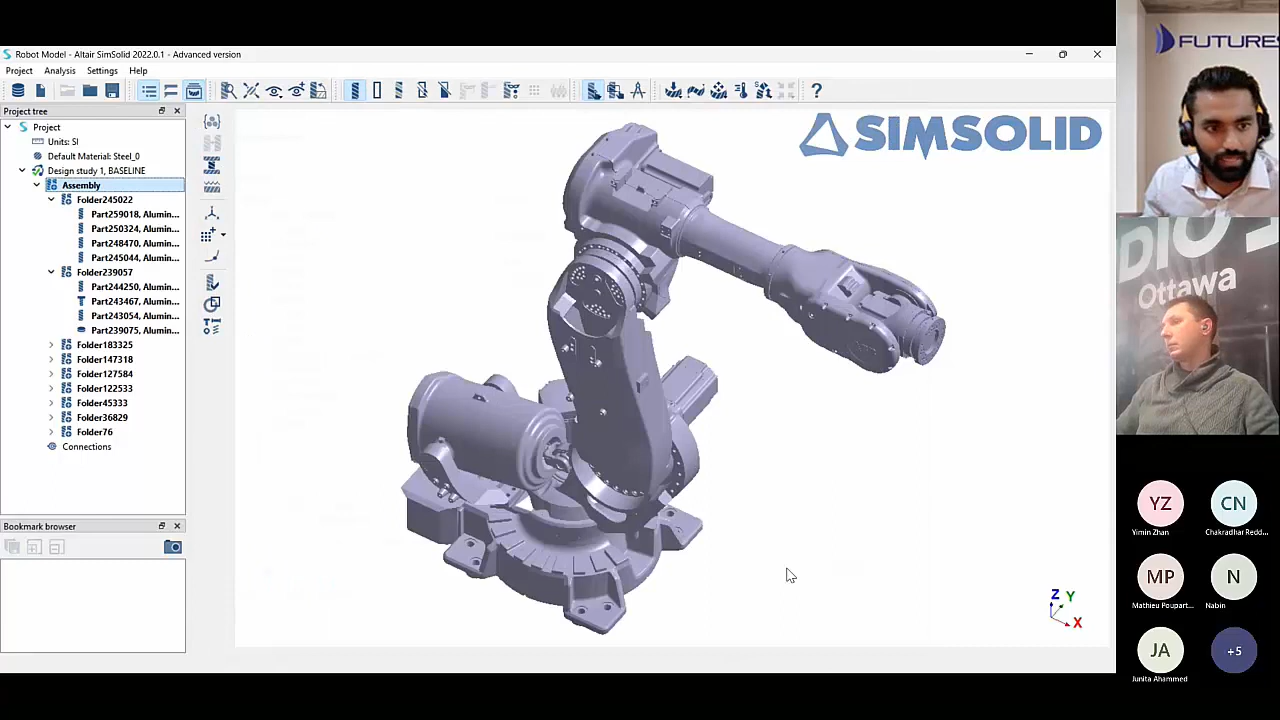 Robot Model - Altair SimSolid 2022.0.1 - Advanced version
Project Analysis Settings Help
Project tree
Project
Units: SI
Default Material: Steel_0
Design study 1, BASELINE
Assembly
Folder245022
Part259018, Alumin...
Part250324, Alumin...
Part248470, Alumin...
Part245044, Alumin...
Folder239057
Part244250, Alumin...
Part243467, Alumin...
Part243054, Alumin...
Part239075, Alumin...
Folder183325
Folder147318
Folder127584
Folder122533
Folder45333
Folder36829
Folder76
Connections
Bookmark browser
SIMSOLID
Z Y
X
FUTURES
DIO
Ottawa
YZ
Yimin Zhan
CN
Chakradhar Redd...
MP
Mathieu Poupart...
N
Nabin
JA
Junita Ahammed
+5